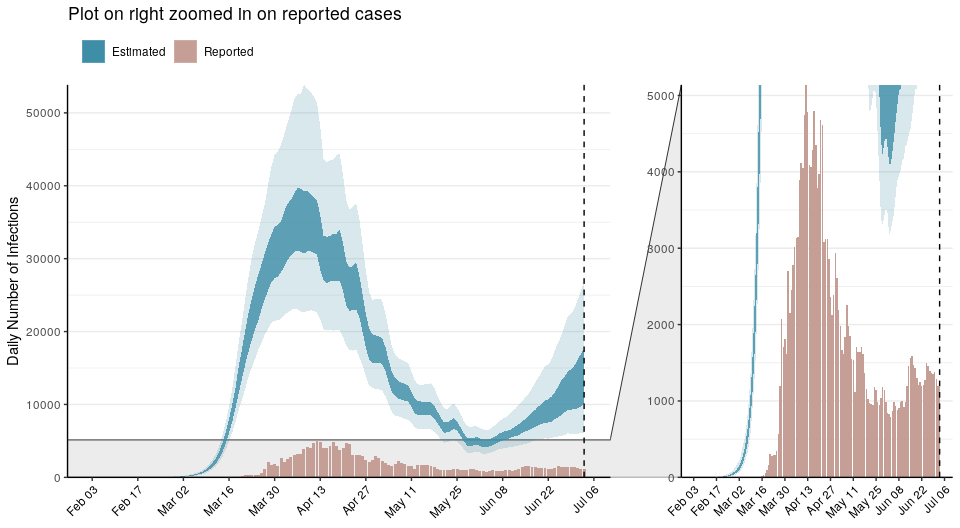 Plot on right zoomed in on reported cases
Estimated Reported
Daily Number of Infections
50000
40000
30000
20000
10000
0
Feb 03 Feb 17 Mar 02 Mar 16 Mar 30 Apr 13 Apr 27 May 11 May 25 Jun 08 Jun 22 Jul 06
5000
4000
3000
2000
1000
0
Feb 03 Feb 17 Mar 02 Mar 16 Mar 30 Apr 13 Apr 27 May 11 May 25 Jun 08 Jun 22 Jul 06